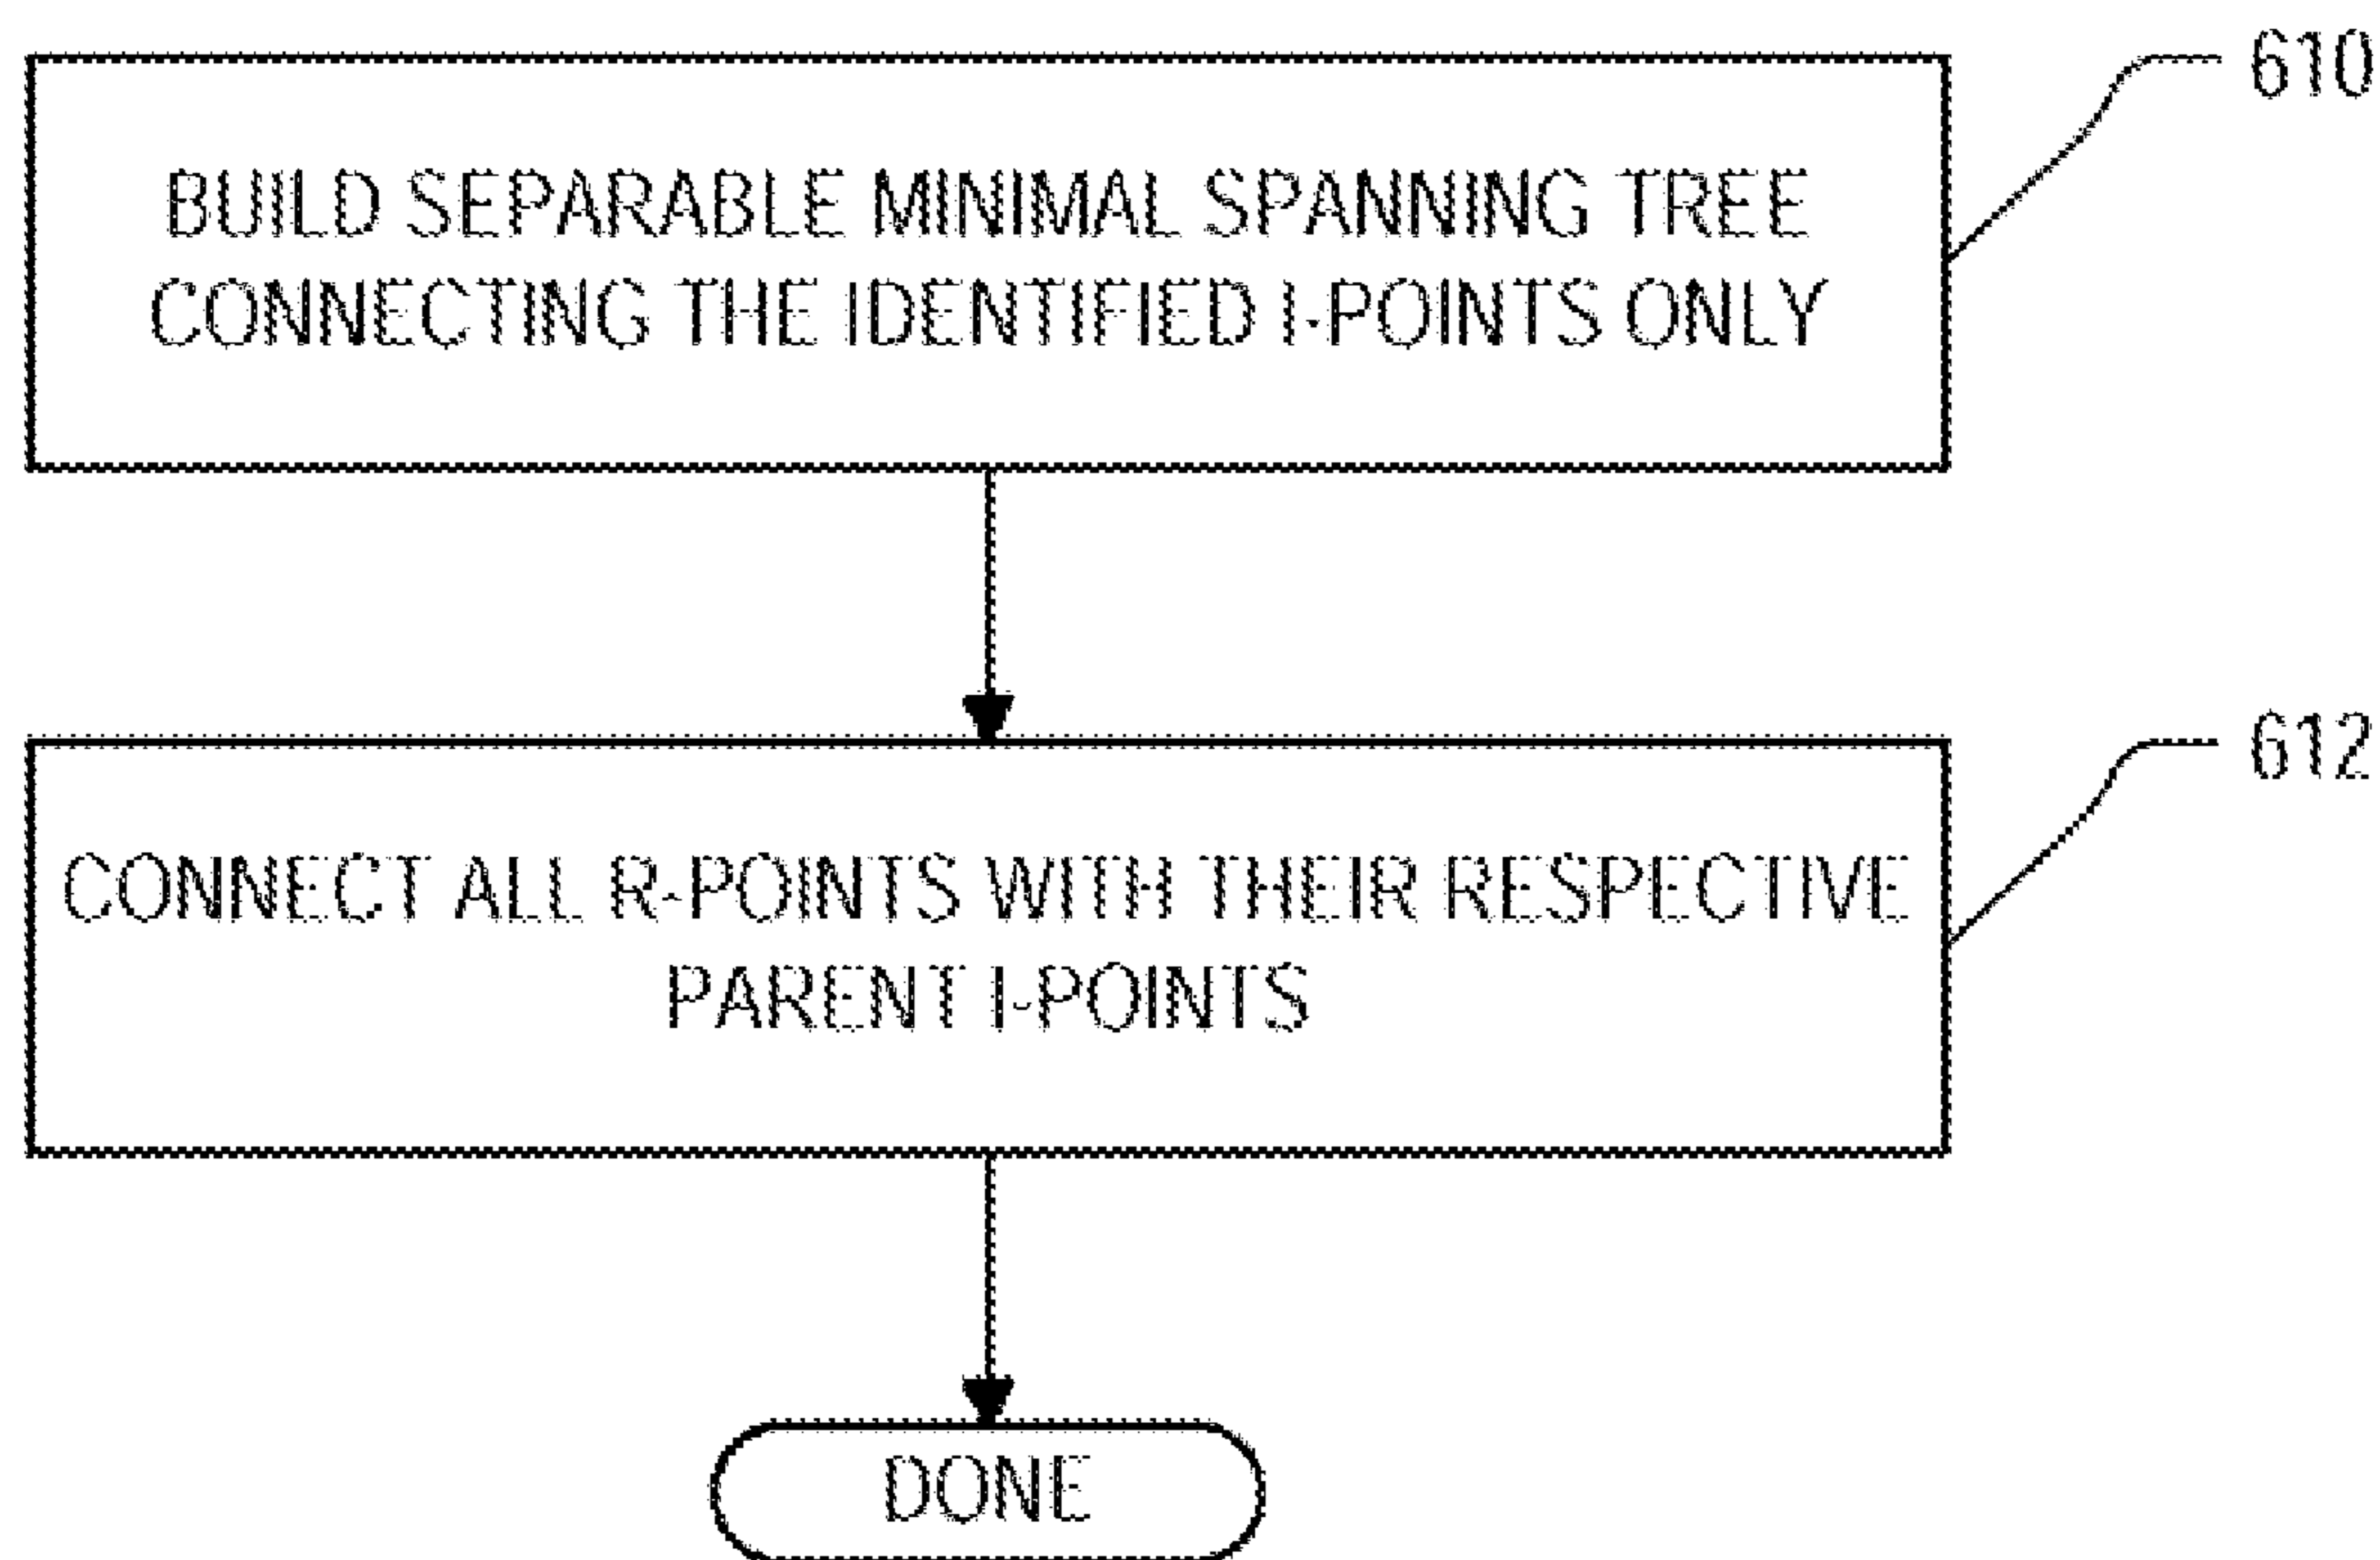 610
BUILD SEPARABLE MINIMAL SPANNING TREE
CONNECTING THE IDENTIFIED I-POINTS ONLY
612
CONNECT ALL R-POINTS WITH THEIR RESPECTIVE
PARENT I-POINTS
DONE